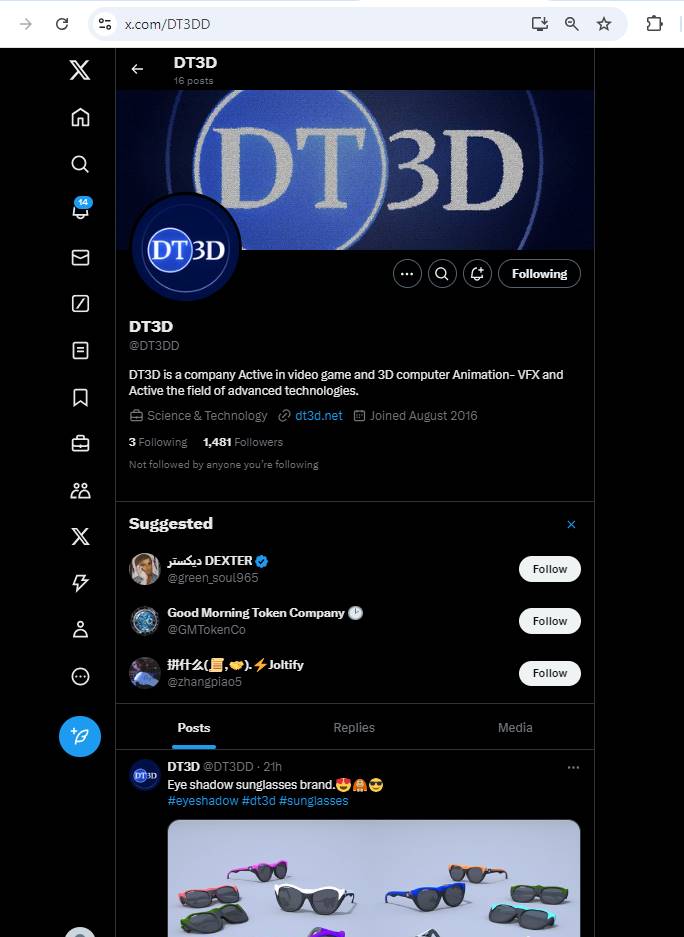 x.com/DT3DD
DT3D
16 posts
DT3D
DT3D
14
Following
DT3D
@DT3DD
DT3D is a company Active in video game and 3D computer Animation- VFX and
Active the field of advanced technologies.
Science & Technology dt3d.net Joined August 2016
3 Following 1,481 Followers
Not followed by anyone you're following
Suggested
ديكستر DEXTER
@green_soul965
Follow
Good Morning Token Company 🕑
@GMTokenCo
Follow
拼什么(📜,🤝).⚡Joltify
@zhangpiao5
Follow
Posts Replies Media
DT3D
DT3D @DT3DD · 21h
Eye shadow sunglasses brand.😍🙈😎
#eyeshadow #dt3d #sunglasses